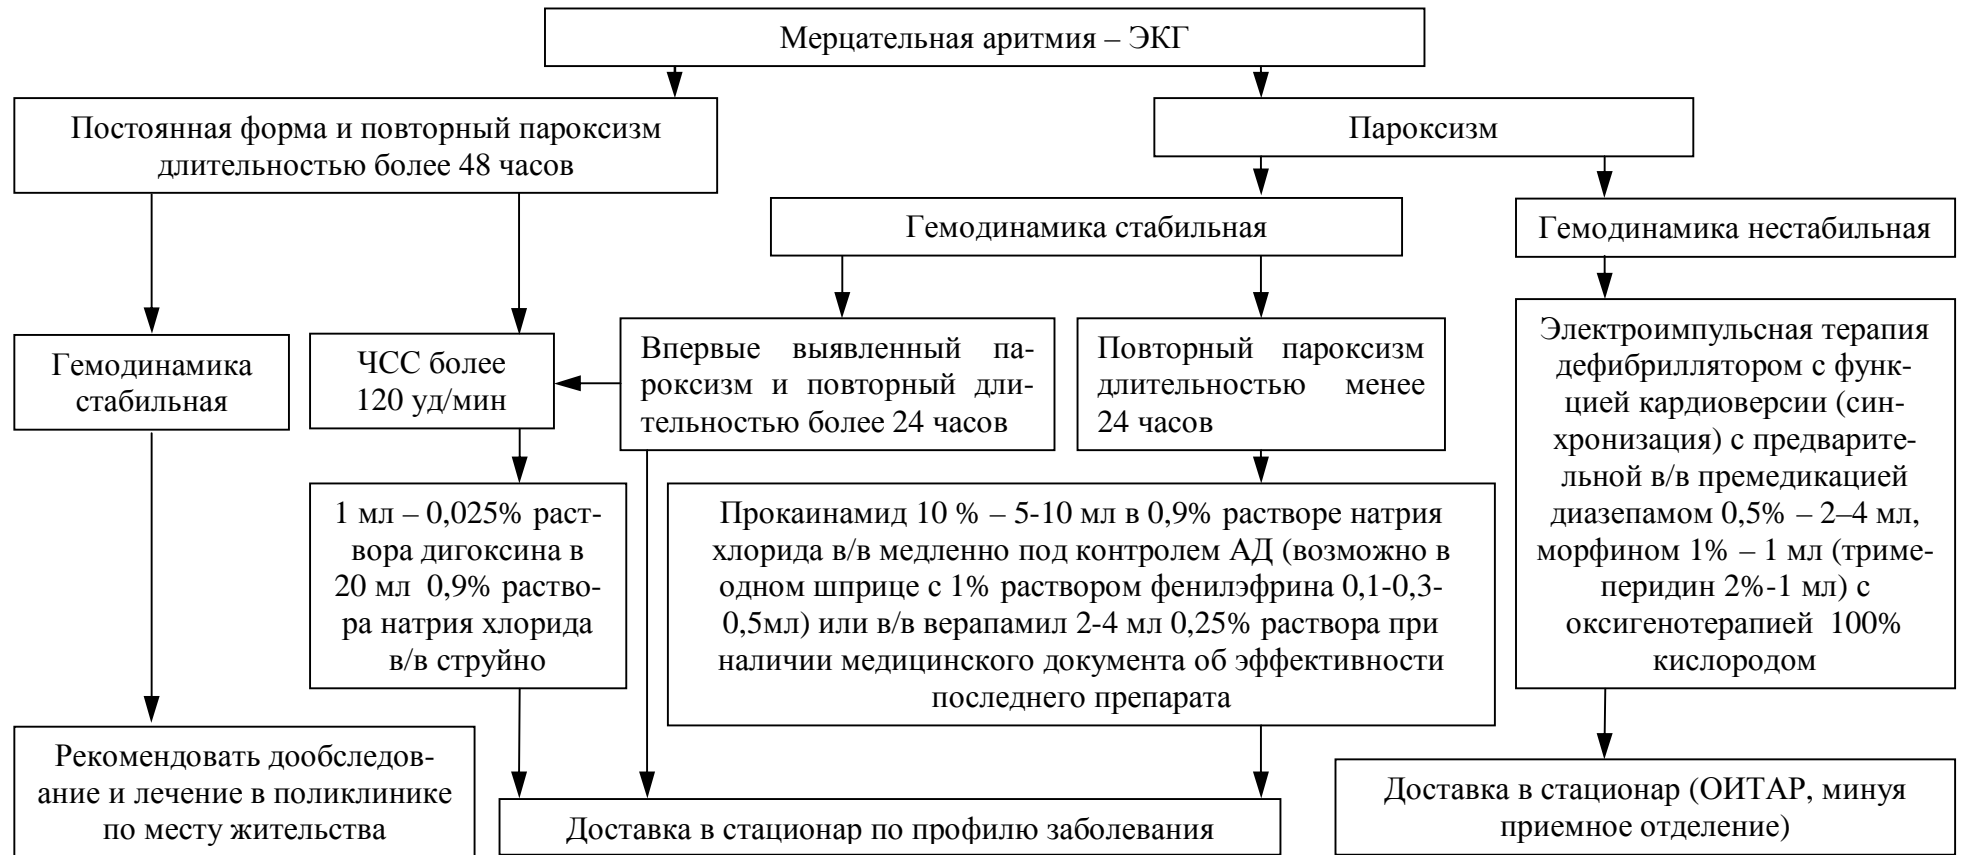 Мерцательная аритмия – ЭКГ
Постоянная форма и повторный пароксизм
длительностью более 48 часов
Пароксизм
Гемодинамика стабильная
Гемодинамика нестабильная
Гемодинамика
стабильная
ЧСС более
120 уд/мин
Впервые выявленный па-
роксизм и повторный дли-
тельностью более 24 часов
Повторный пароксизм
длительностью менее
24 часов
Электроимпульсная терапия
дефибриллятором с функ-
цией кардиоверсии (син-
хронизация) с предварите-
льной в/в премедикацией
диазепамом 0,5% – 2–4 мл,
морфином 1% – 1 мл (триме-
перидин 2%-1 мл) с
оксигенотерапией 100%
кислородом
1 мл – 0,025% раст-
вора дигоксина в
20 мл 0,9% раство-
ра натрия хлорида
в/в струйно
Прокаинамид 10 % – 5-10 мл в 0,9% растворе натрия
хлорида в/в медленно под контролем АД (возможно в
одном шприце с 1% раствором фенилэфрина 0,1-0,3-
0,5мл) или в/в верапамил 2-4 мл 0,25% раствора при
наличии медицинского документа об эффективности
последнего препарата
Рекомендовать дообследов-
ание и лечение в поликлинике
по месту жительства
Доставка в стационар по профилю заболевания
Доставка в стационар (ОИТАР, минуя
приемное отделение)